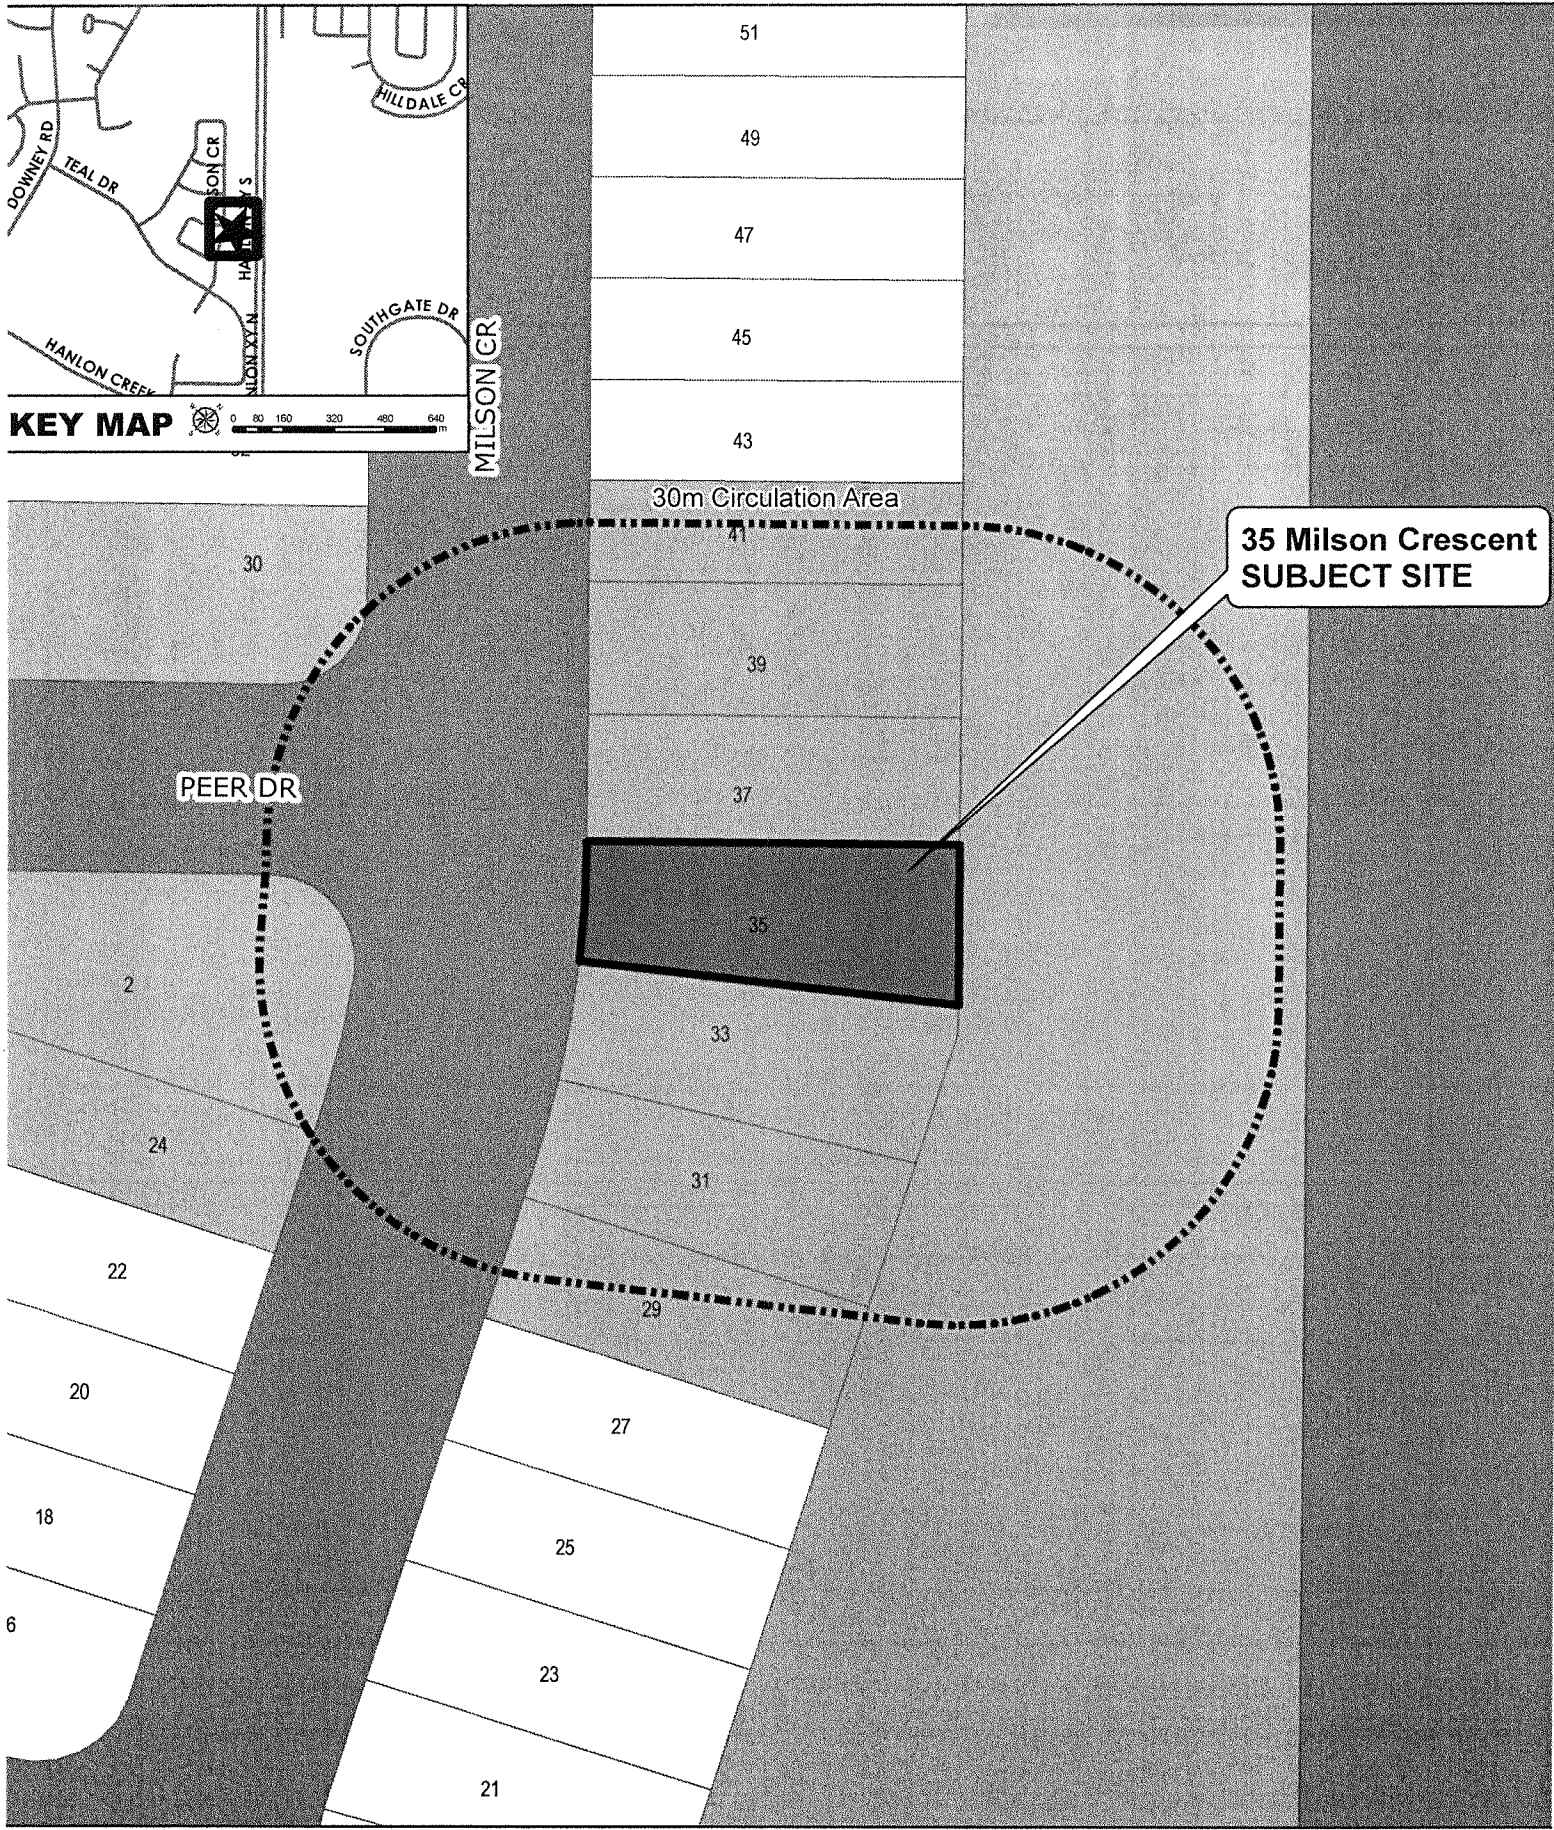 DOWNEY RD
TEAL DR
SON CR
HILLDALE CR
SOUTHGATE DR
HANLON CREEK
KEY MAP
0 80 160 320 480 640
m
MILSON CR
51
49
47
45
43
30m Circulation Area
41
30
39
35 Milson Crescent
SUBJECT SITE
PEER DR
37
35
2
33
24
31
22
29
20
27
18
25
6
23
21